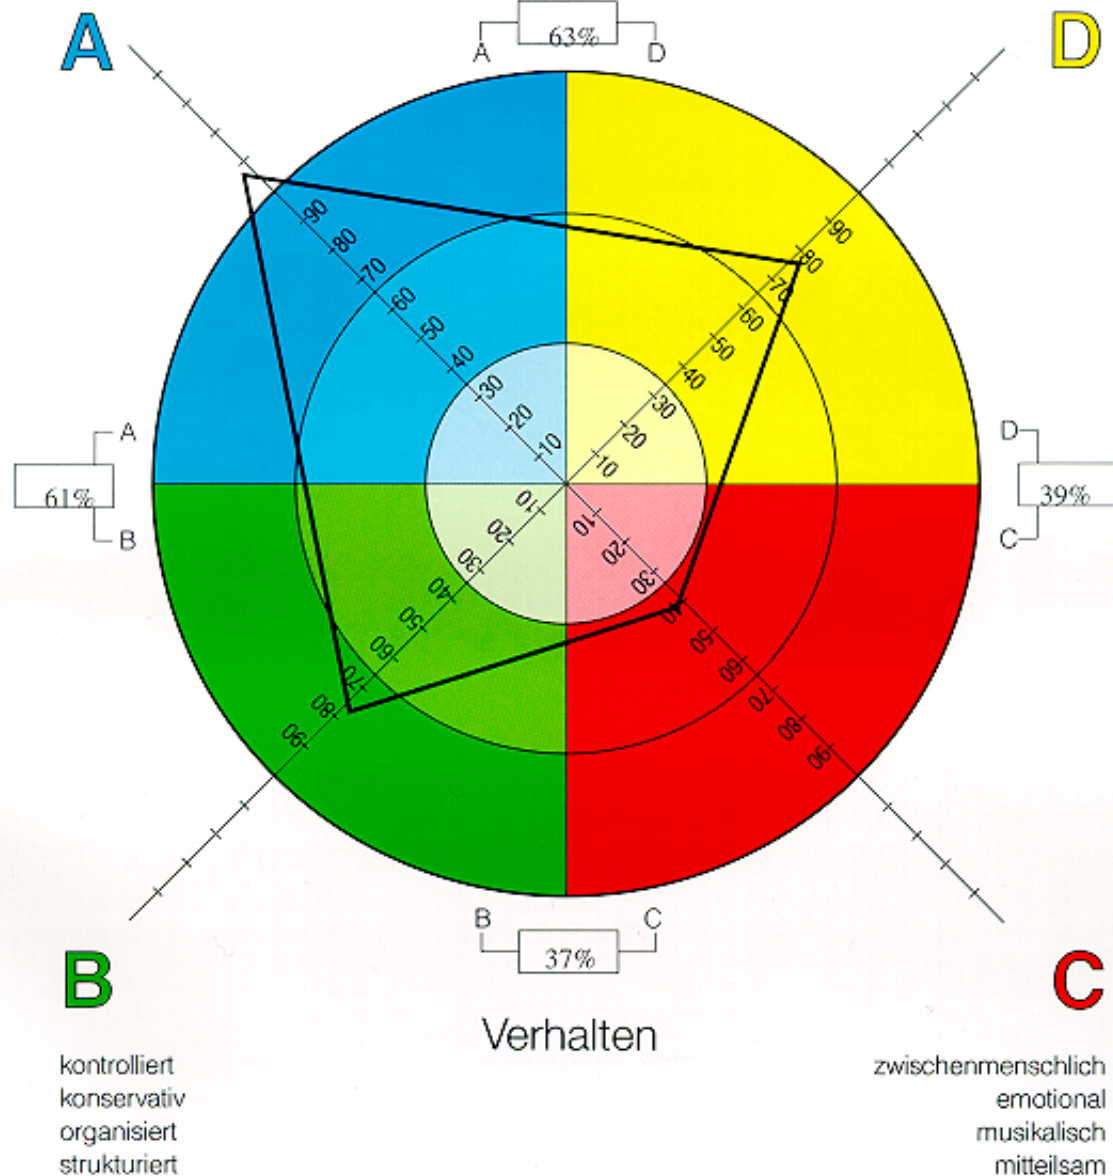 A
D
A 63% D
90
80
70
60
50
40
30
20
10
90
80
70
60
50
40
30
20
10
A
61%
B
D
39%
C
10
20
30
40
50
60
70
80
90
10
20
30
40
50
60
70
80
90
B C
37%
B
C
Verhalten
kontrolliert
konservativ
organisiert
strukturiert
zwischenmenschlich
emotional
musikalisch
mitteilsam